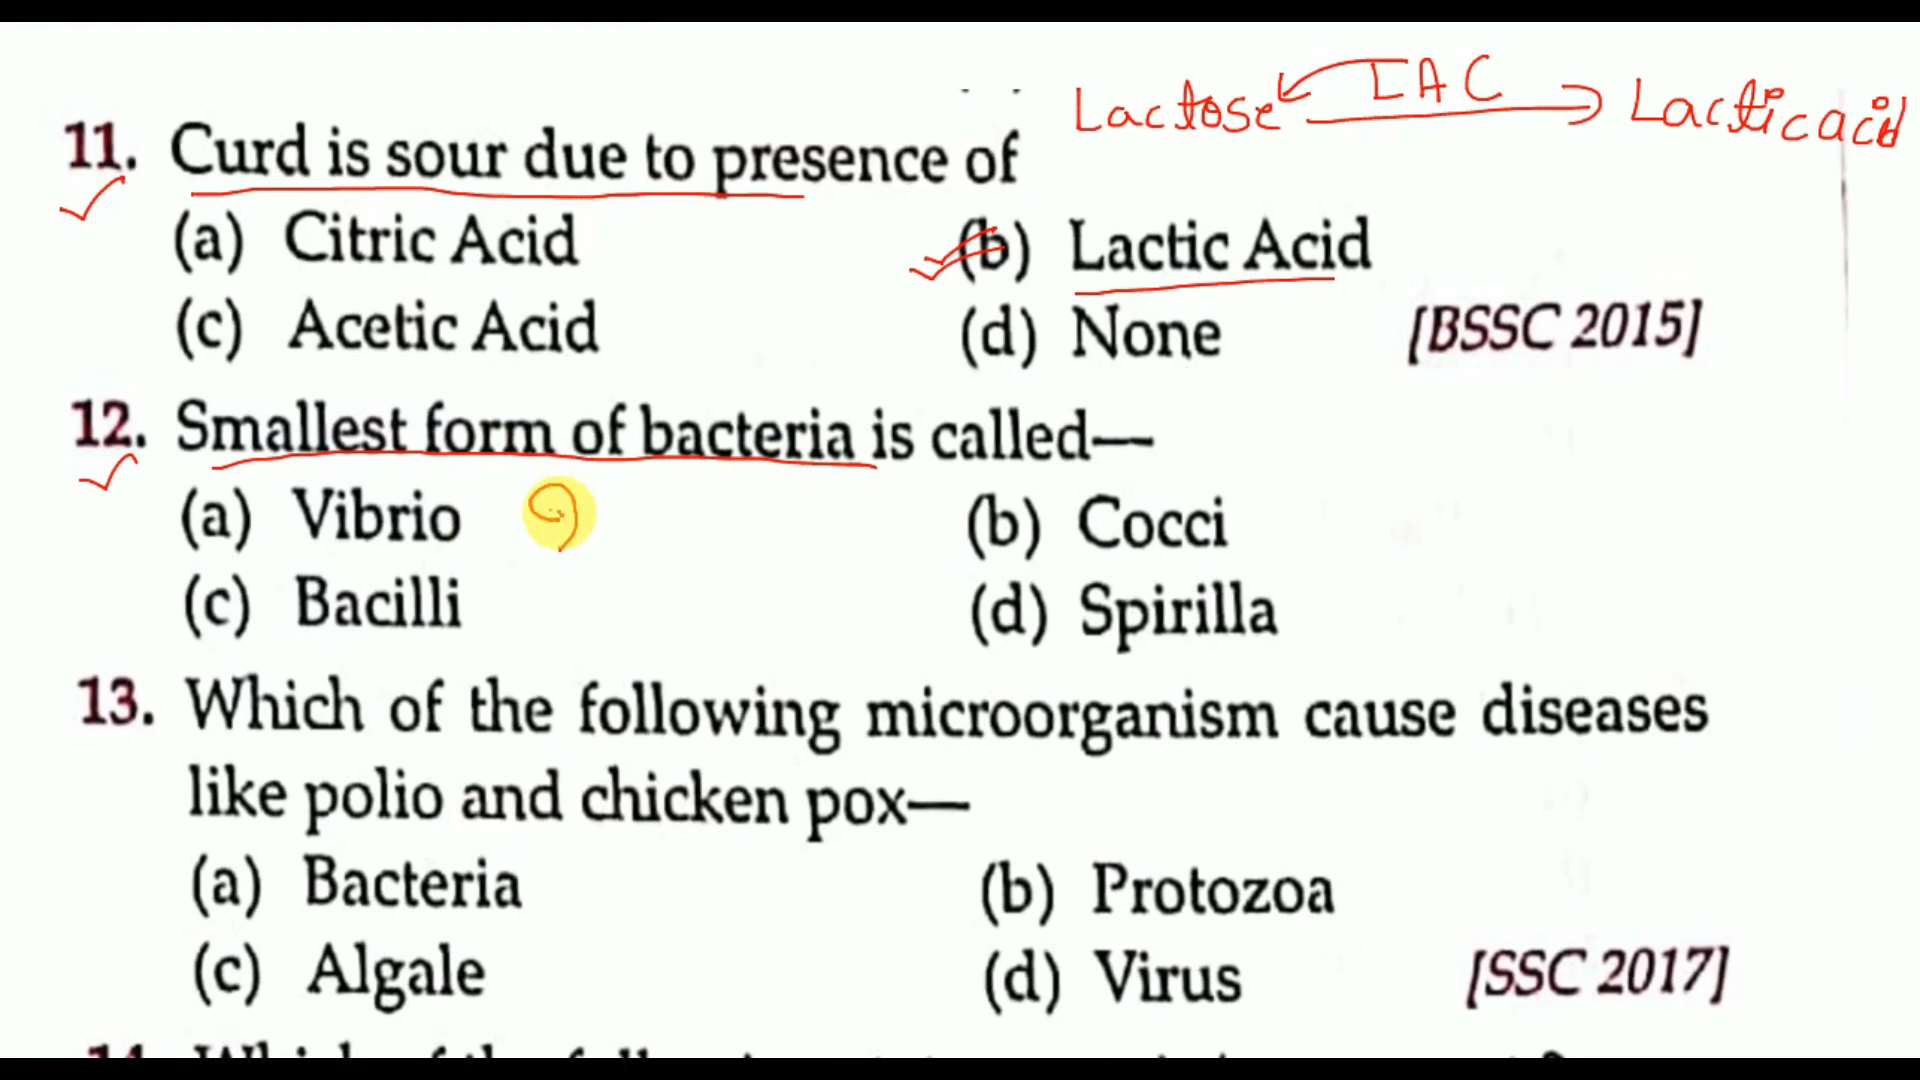 Lactose LAC Lactic acid
11. Curd is sour due to presence of
(a) Citric Acid (b) Lactic Acid
(c) Acetic Acid (d) None [BSSC 2015]
12. Smallest form of bacteria is called—
(a) Vibrio (b) Cocci
(c) Bacilli (d) Spirilla
13. Which of the following microorganism cause diseases
like polio and chicken pox—
(a) Bacteria (b) Protozoa
(c) Algale (d) Virus [SSC 2017]